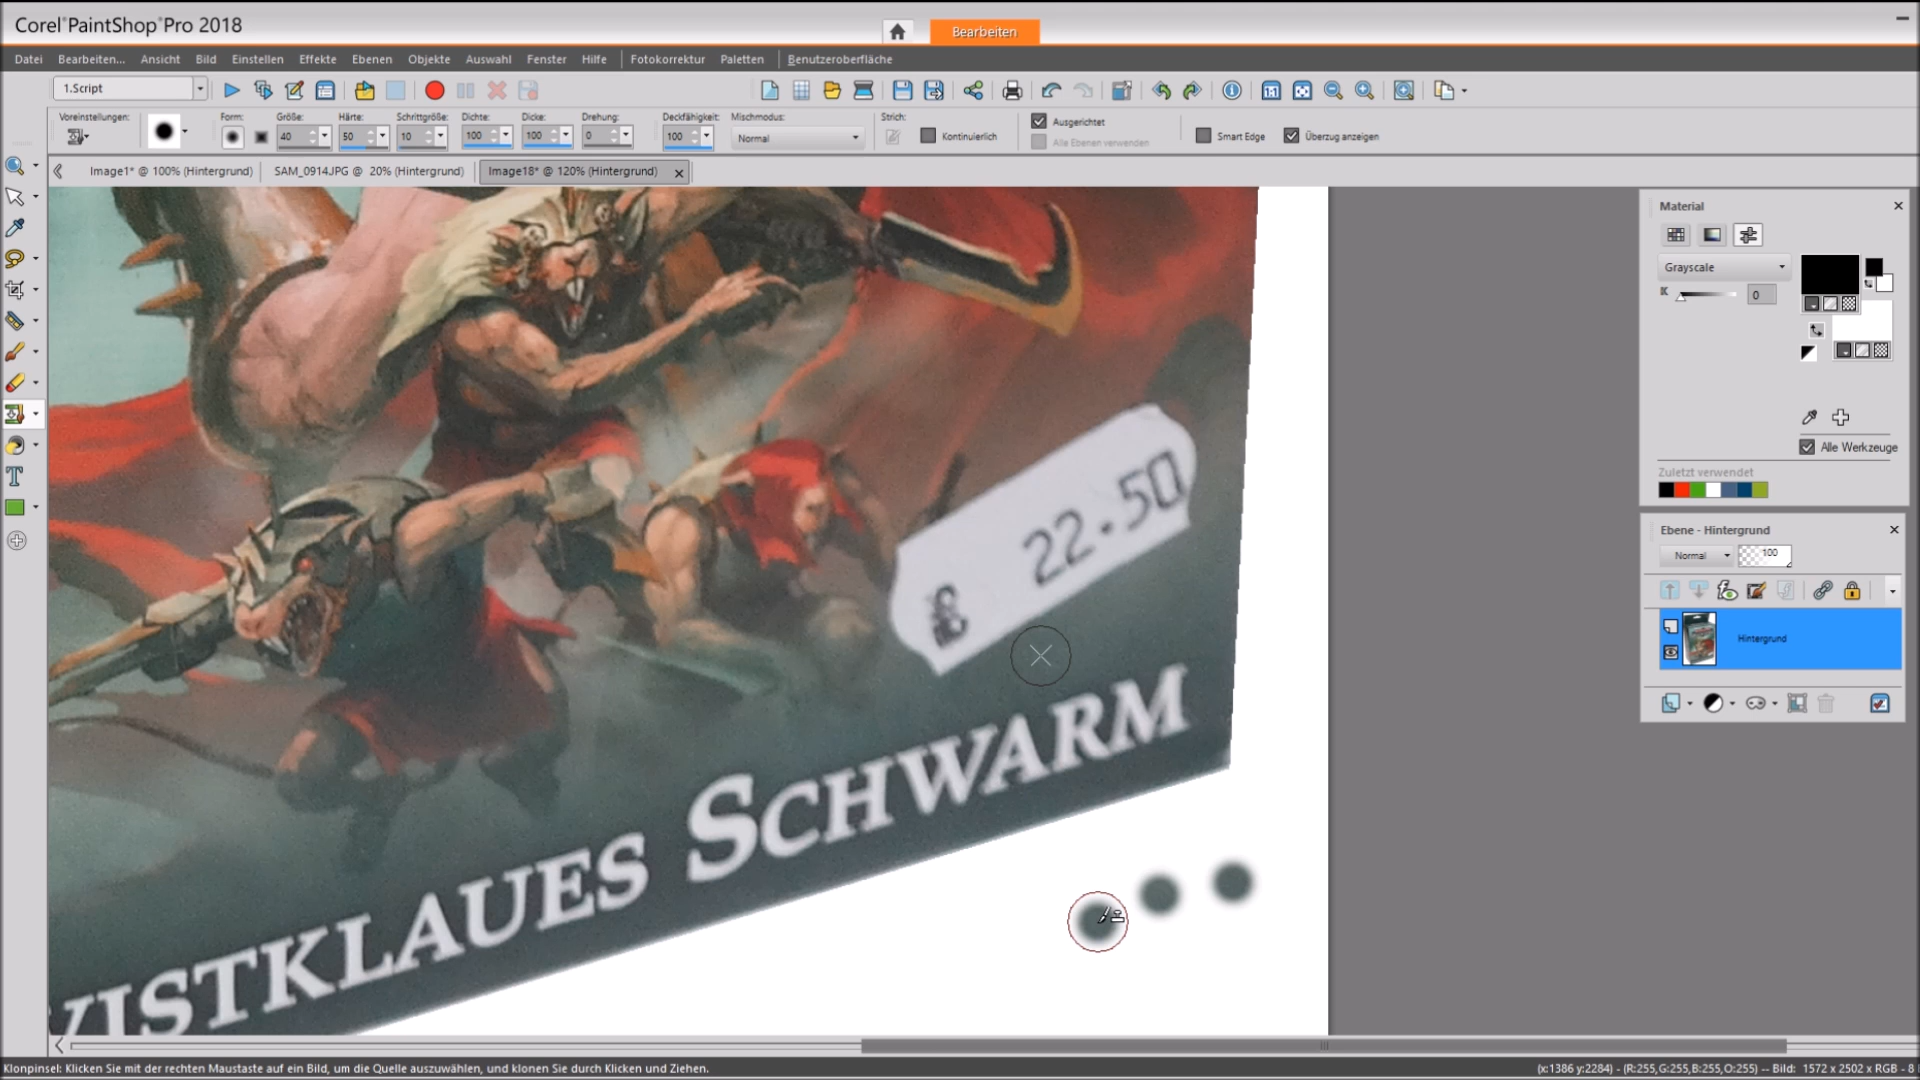 Corel®PaintShop®Pro 2018
Bearbeiten
Datei Bearbeiten... Ansicht Bild Einstellen Effekte Ebenen Objekte Auswahl Fenster Hilfe Fotokorrektur Paletten Benutzeroberfläche
1.Script
Voreinstellungen: Form: Größe: Härte: Schrittgröße: Dichte: Dicke: Drehung: Deckfähigkeit: Mischmodus: Strich:
40 50 10 100 100 0 100 Normal
Kontinuierlich
Ausgerichtet
Alle Ebenen verwenden
Smart Edge
Überzug anzeigen
Image1* @ 100% (Hintergrund) SAM_0914.JPG @ 20% (Hintergrund) Image18* @ 120% (Hintergrund)
22.50
ISTKLAUES SCHWARM
Material
Grayscale
K 0
Alle Werkzeuge
Zuletzt verwendet
Ebene - Hintergrund
Normal 100
Hintergrund
Klonpinsel: Klicken Sie mit der rechten Maustaste auf ein Bild, um die Quelle auszuwählen, und klonen Sie durch Klicken und Ziehen.
(x:1386 y:2284) - (R:255,G:255,B:255,O:255) -- Bild: 1572 x 2502 x RGB - 8